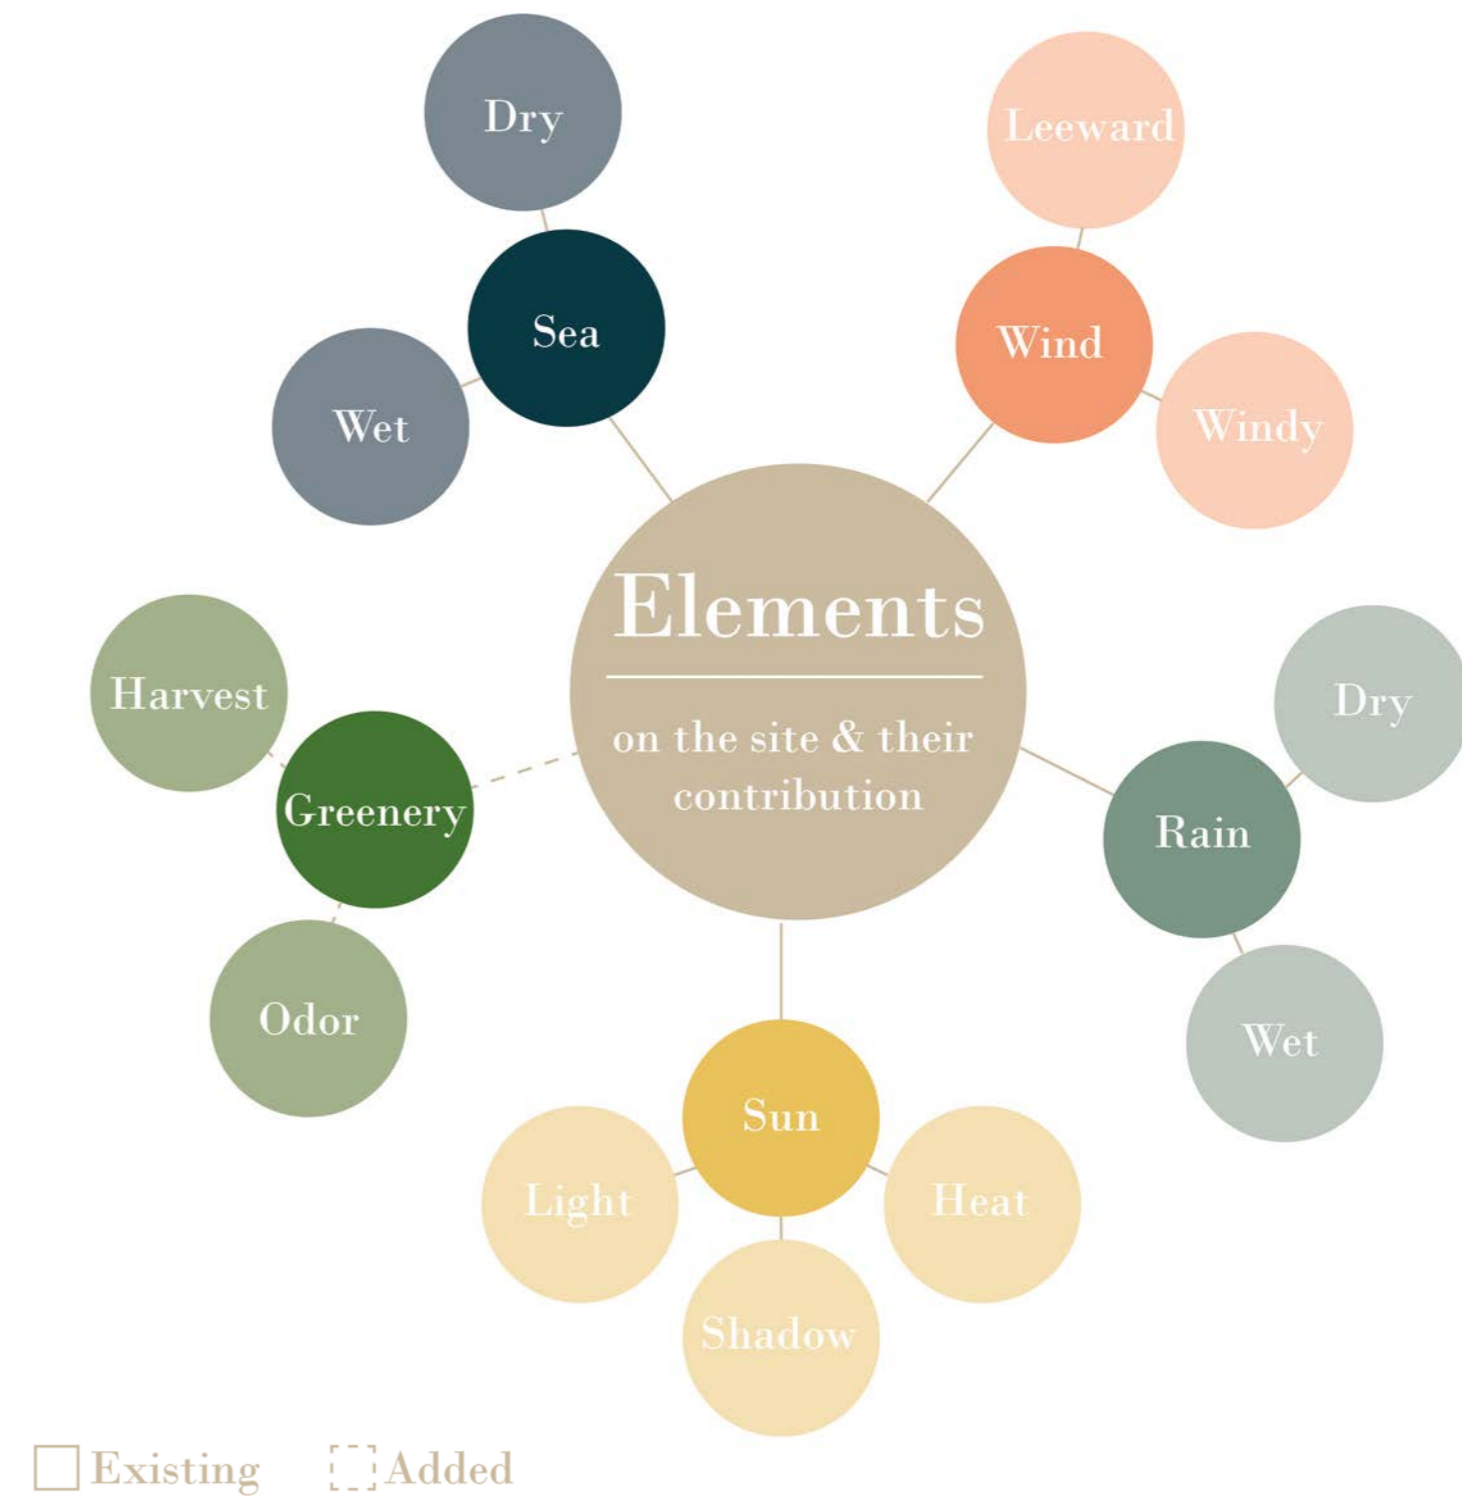 Dry
Leeward
Sea
Wind
Wet
Windy
Elements
on the site & their
contribution
Harvest
Dry
Greenery
Rain
Odor
Wet
Sun
Light
Heat
Shadow
Existing
Added